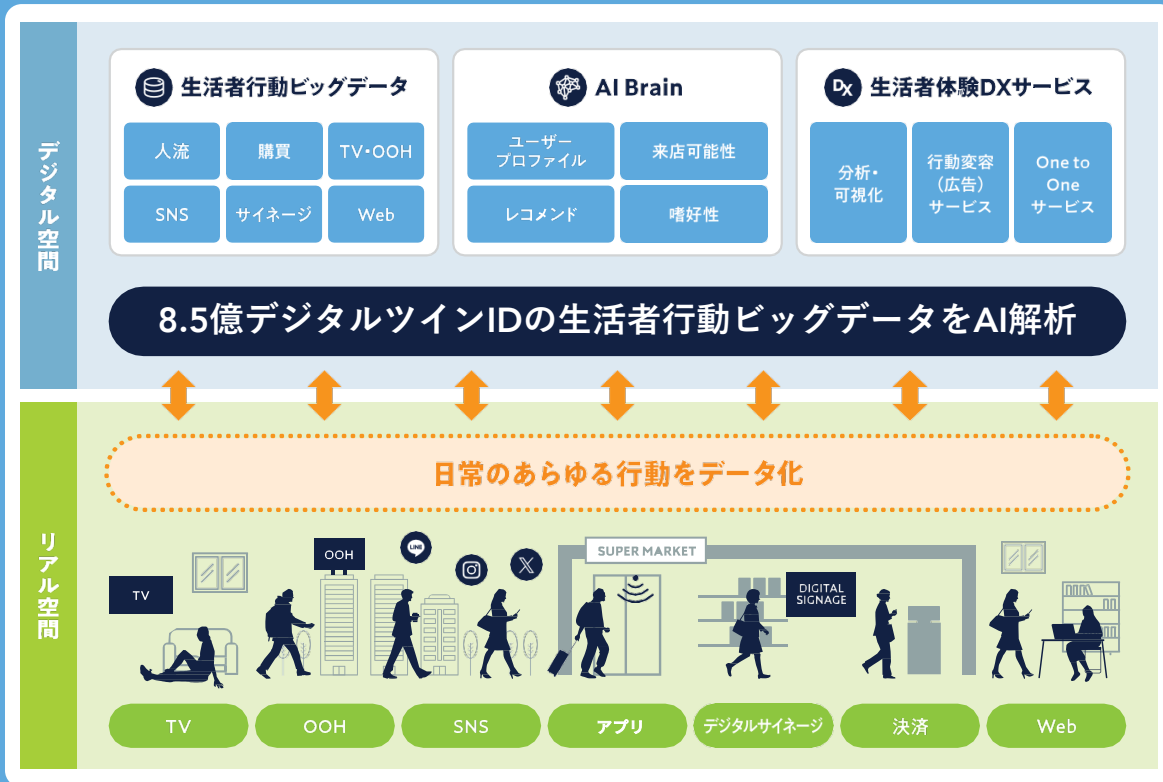 デジタル空間
生活者行動ビッグデータ
人流
購買
TV・OOH
SNS
サイネージ
Web
AI Brain
ユーザー
プロファイル
来店可能性
レコメンド
嗜好性
DX
生活者体験DXサービス
分析・
可視化
行動変容
（広告）
サービス
One to
One
サービス
8.5億デジタルツインIDの生活者行動ビッグデータをAI解析
リアル空間
日常のあらゆる行動をデータ化
TV
OOH
LINE
X
SUPER MARKET
DIGITAL
SIGNAGE
TV
OOH
SNS
アプリ
デジタルサイネージ
決済
Web